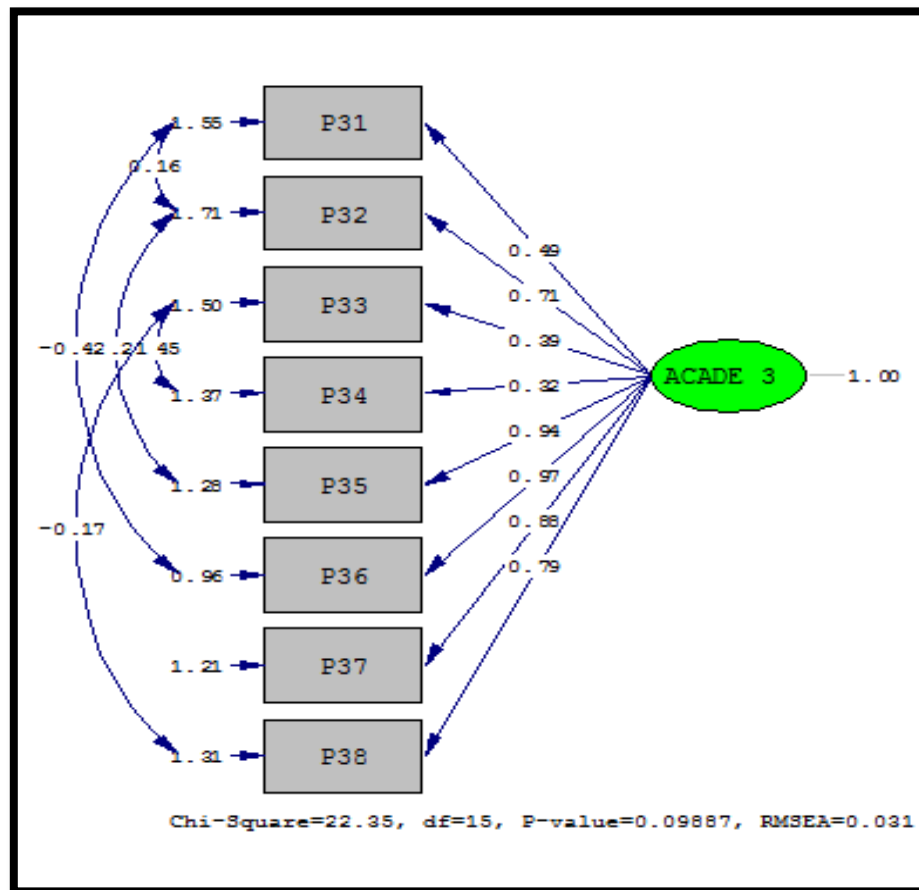 1.55 P31
0.16
1.71 P32
0.49
0.71
1.50 P33
0.39
-0.42 .21 45
ACADE 3 1.00
1.37 P34 0.32
0.94
1.28 P35
0.97
0.88
-0.17
0.79
0.96 P36
1.21 P37
1.31 P38
Chi-Square=22.35, df=15, P-value=0.09887, RMSEA=0.031